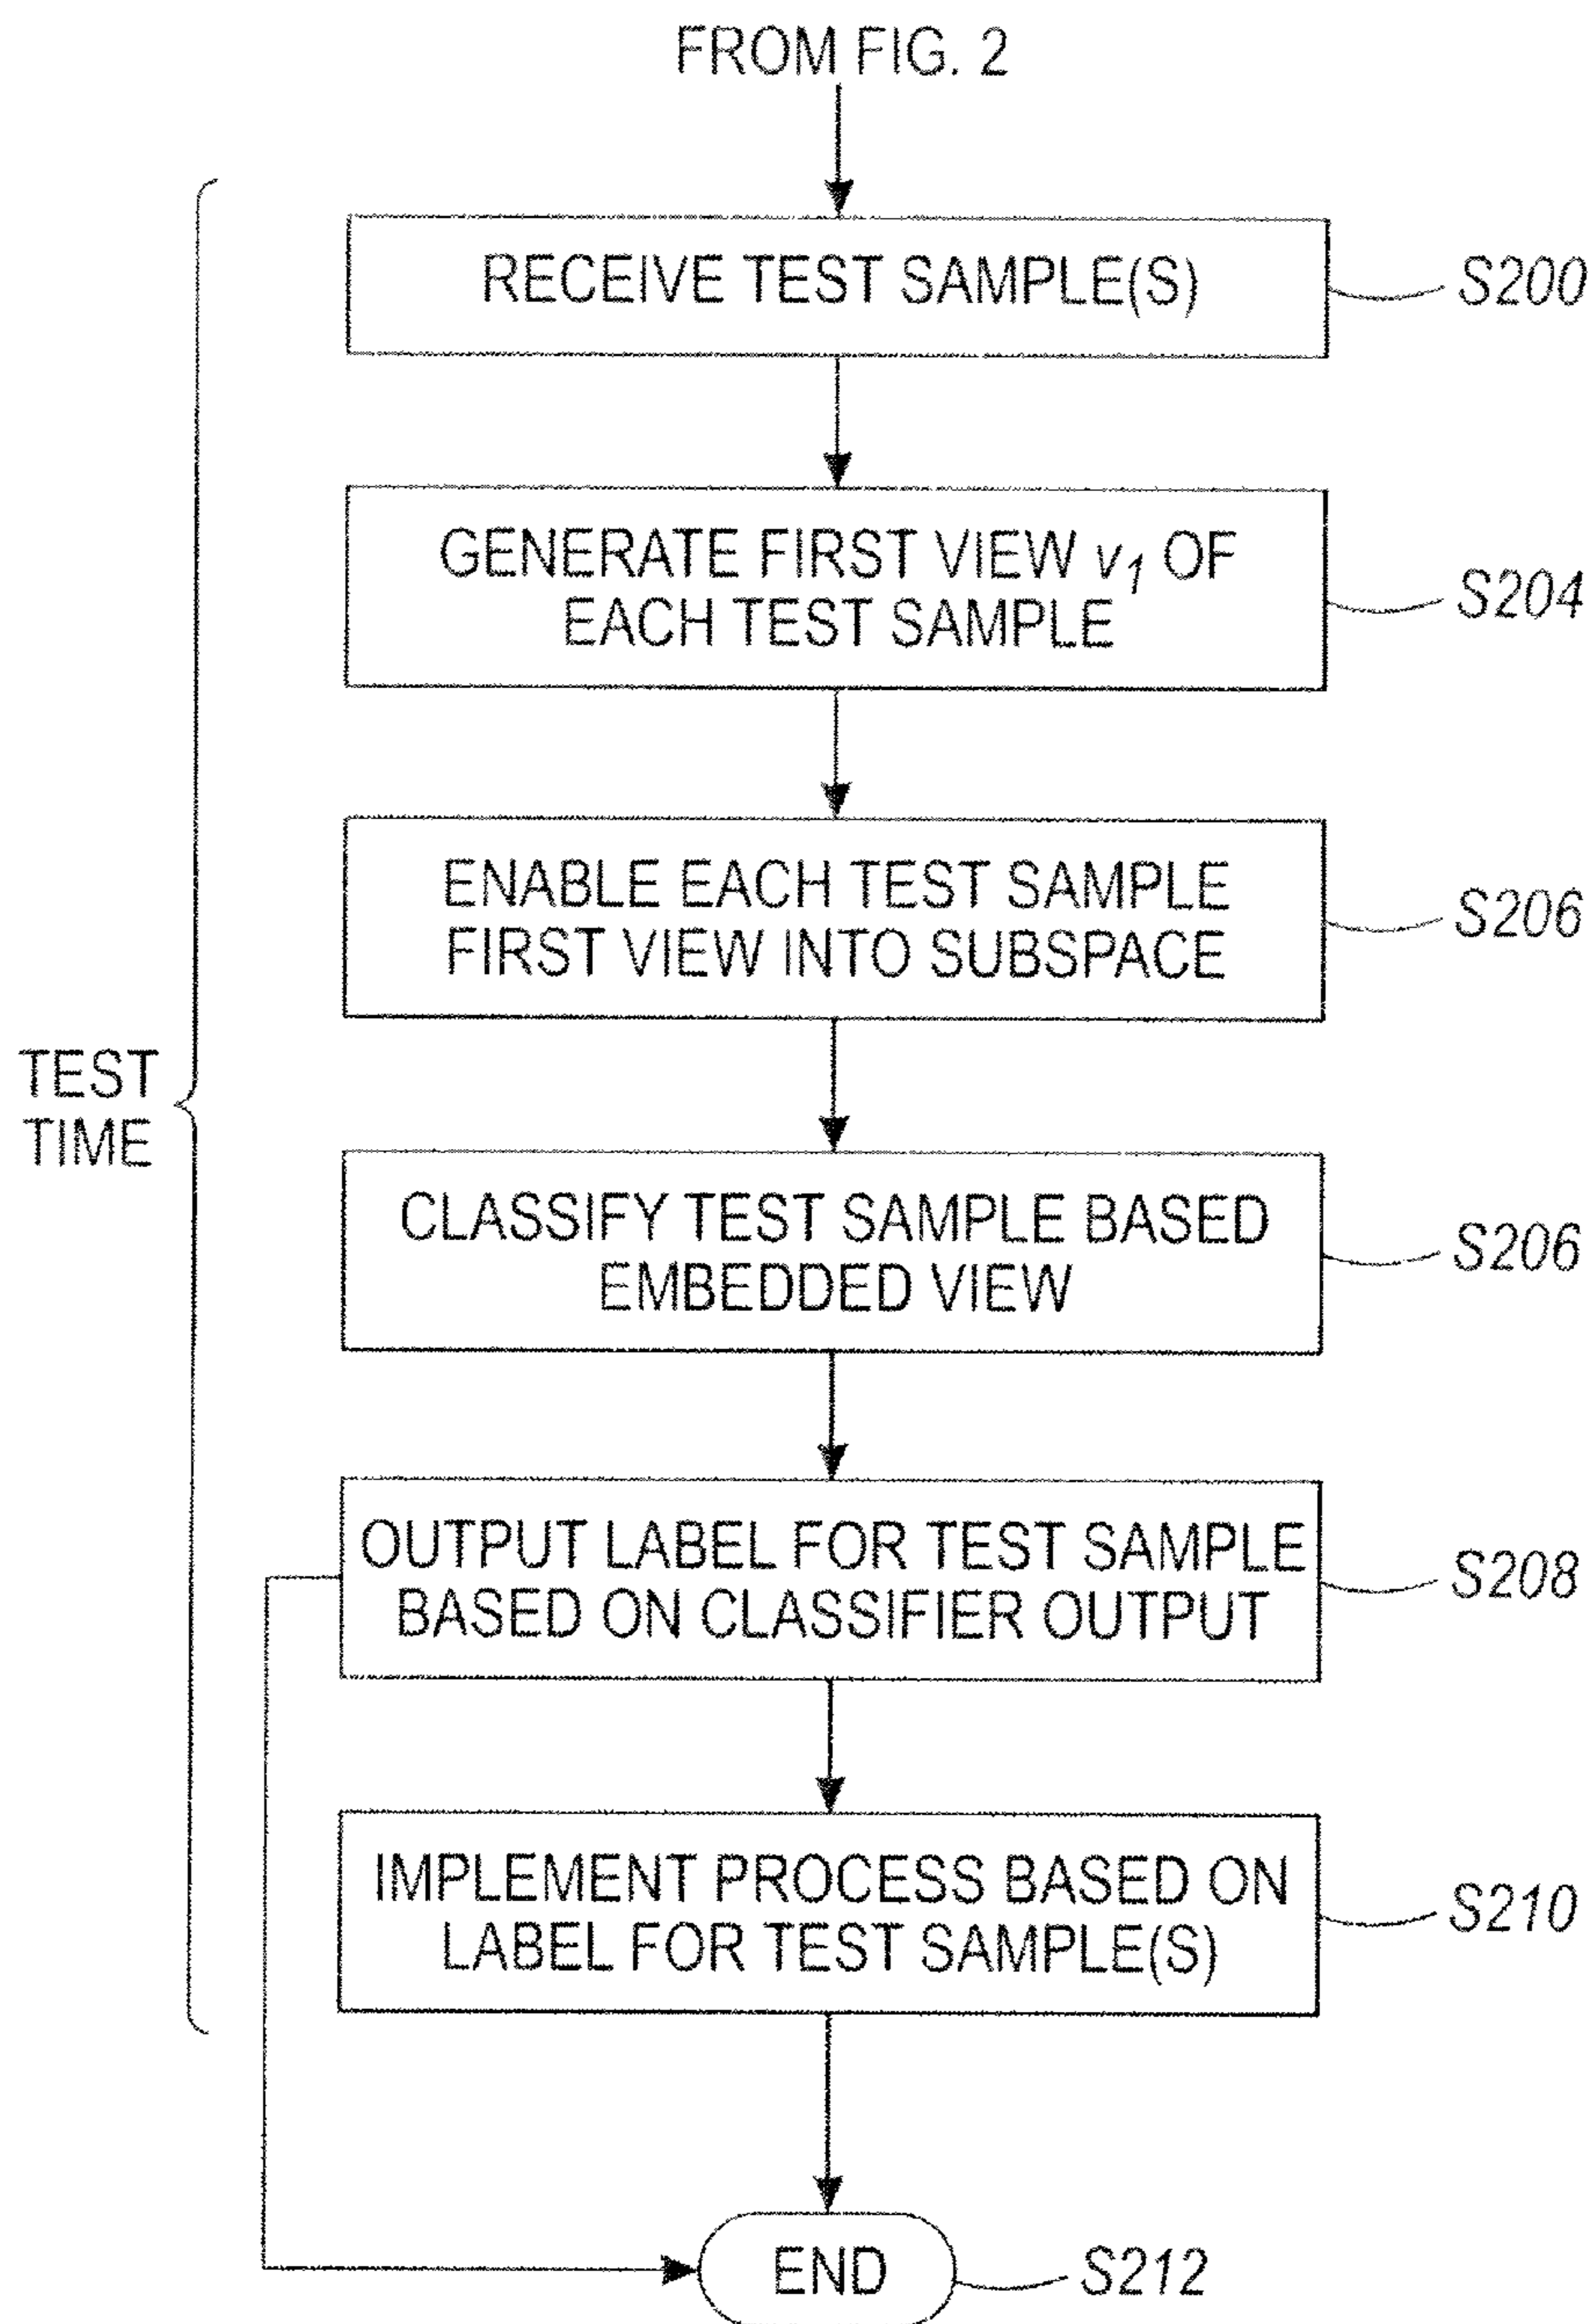 FROM FIG. 2
RECEIVE TEST SAMPLE(S)
S200
GENERATE FIRST VIEW v1 OF
EACH TEST SAMPLE
S204
ENABLE EACH TEST SAMPLE
FIRST VIEW INTO SUBSPACE
S206
TEST
TIME
CLASSIFY TEST SAMPLE BASED
EMBEDDED VIEW
S206
OUTPUT LABEL FOR TEST SAMPLE
BASED ON CLASSIFIER OUTPUT
S208
IMPLEMENT PROCESS BASED ON
LABEL FOR TEST SAMPLE(S)
S210
END
S212